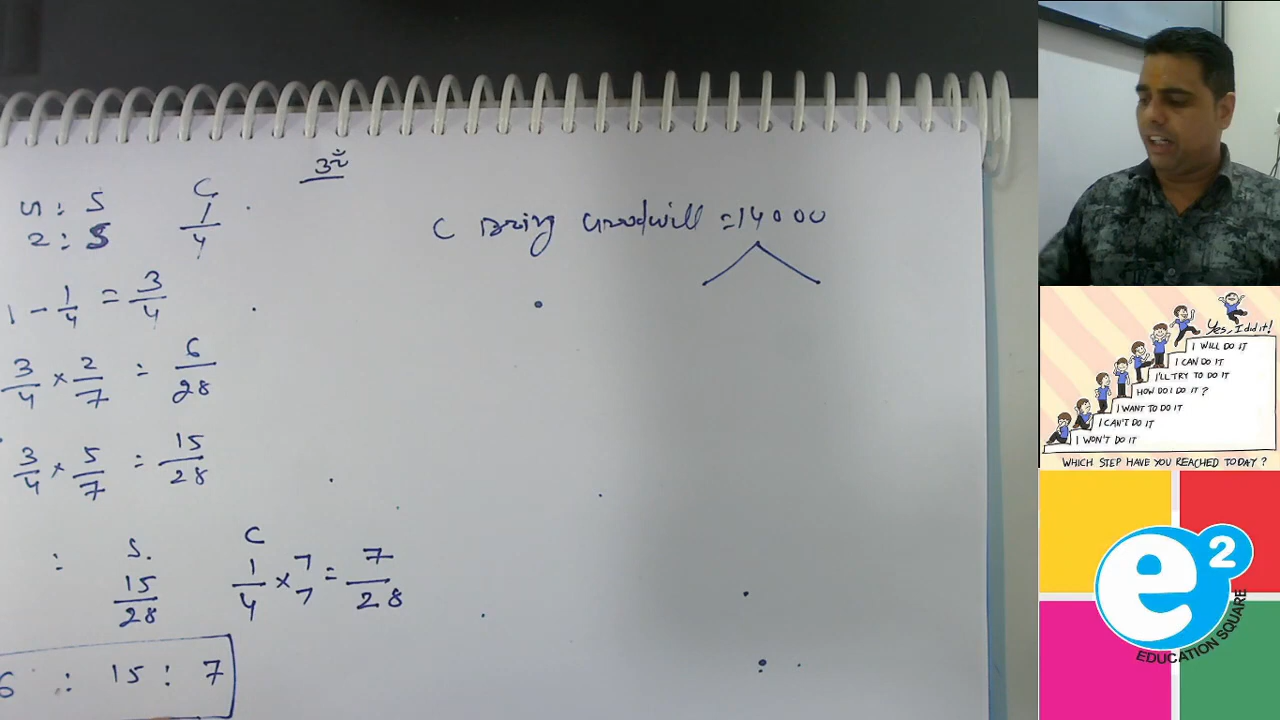 32
S : S C
2 : 5 1/4
C Bring Goodwill = 14000
1 - 1/4 = 3/4
3/4 × 2/7 = 6/28
3/4 × 5/7 = 15/28
: S. C
15/28 1/4 × 7/7 = 7/28
6 : 15 : 7
Yes, I did it!
I WILL DO IT
I CAN DO IT
I'LL TRY TO DO IT
HOW DO I DO IT?
I WANT TO DO IT
I CAN'T DO IT
I WON'T DO IT
WHICH STEP HAVE YOU REACHED TODAY?
e2
EDUCATION SQUARE